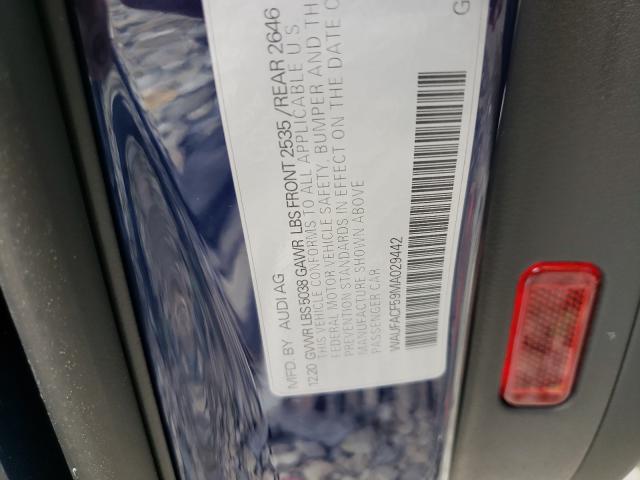 MFD. BY AUDI AG
12.20 GVWR LBS 5038 GAWR LBS FRONT 2535 / REAR 2646
THIS VEHICLE CONFORMS TO ALL APPLICABLE U S
FEDERAL MOTOR VEHICLE SAFETY, BUMPER AND TH
PREVENTION STANDARDS IN EFFECT ON THE DATE O
MANUFACTURE SHOWN ABOVE
PASSENGER CAR
WAUFACF59MA029442
G